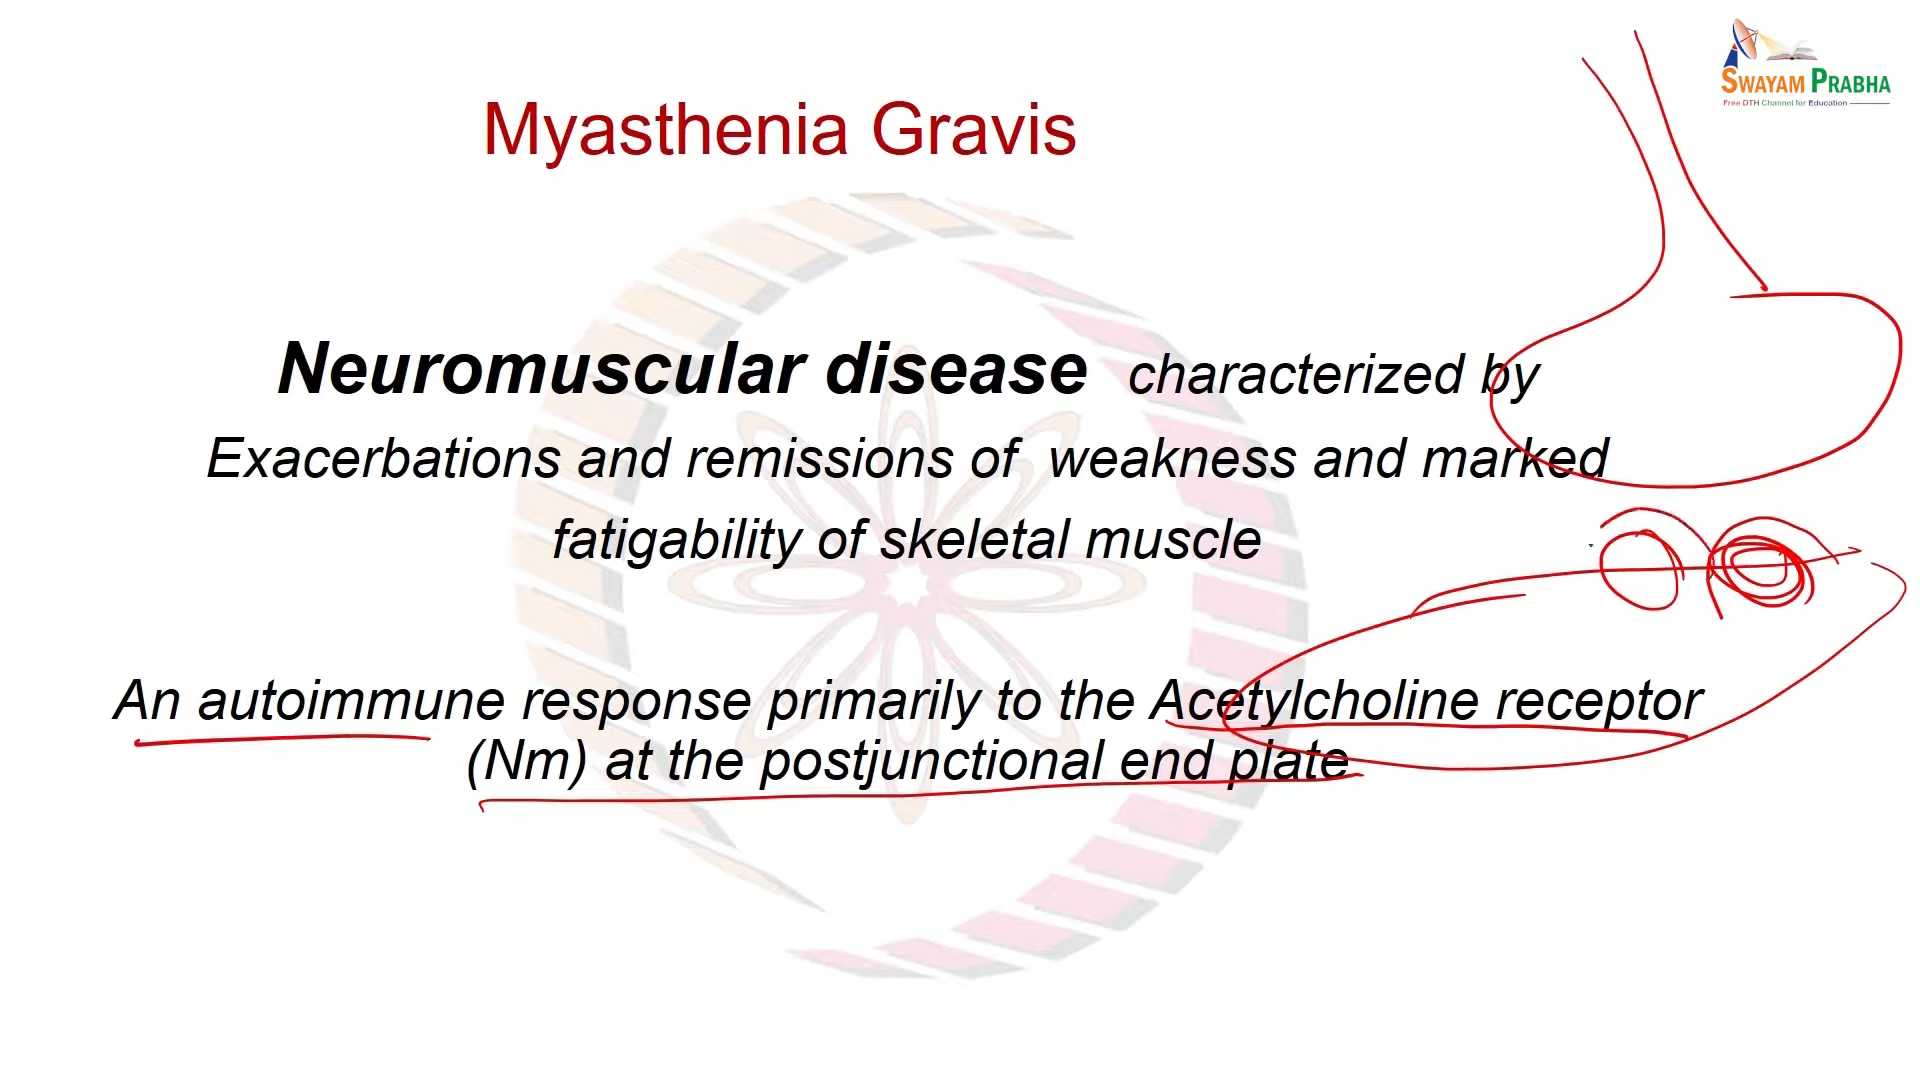 SWAYAM PRABHA
Free DTH Channel for Education
Myasthenia Gravis
Neuromuscular disease characterized by
Exacerbations and remissions of weakness and marked
fatigability of skeletal muscle
An autoimmune response primarily to the Acetylcholine receptor
(Nm) at the postjunctional end plate